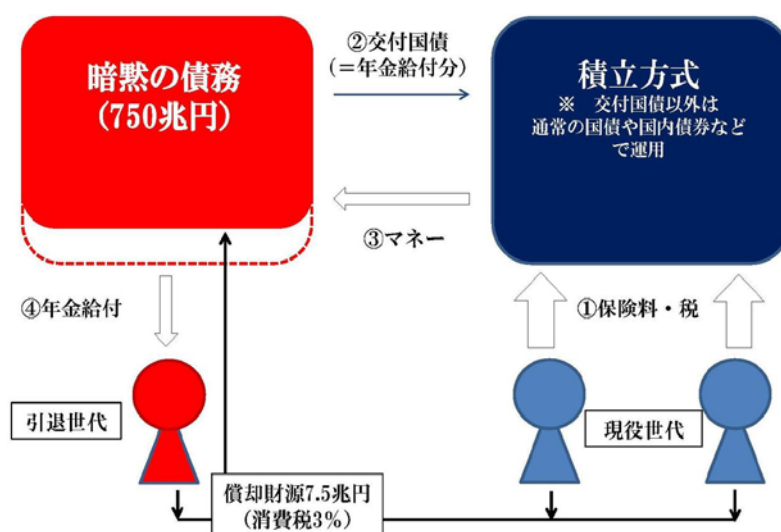 暗黙の債務
(750兆円)
②交付国債
(=年金給付分)
積立方式
※　交付国債以外は
通常の国債や国内債券など
で運用
③マネー
④年金給付
①保険料・税
引退世代
現役世代
償却財源7.5兆円
(消費税3%)